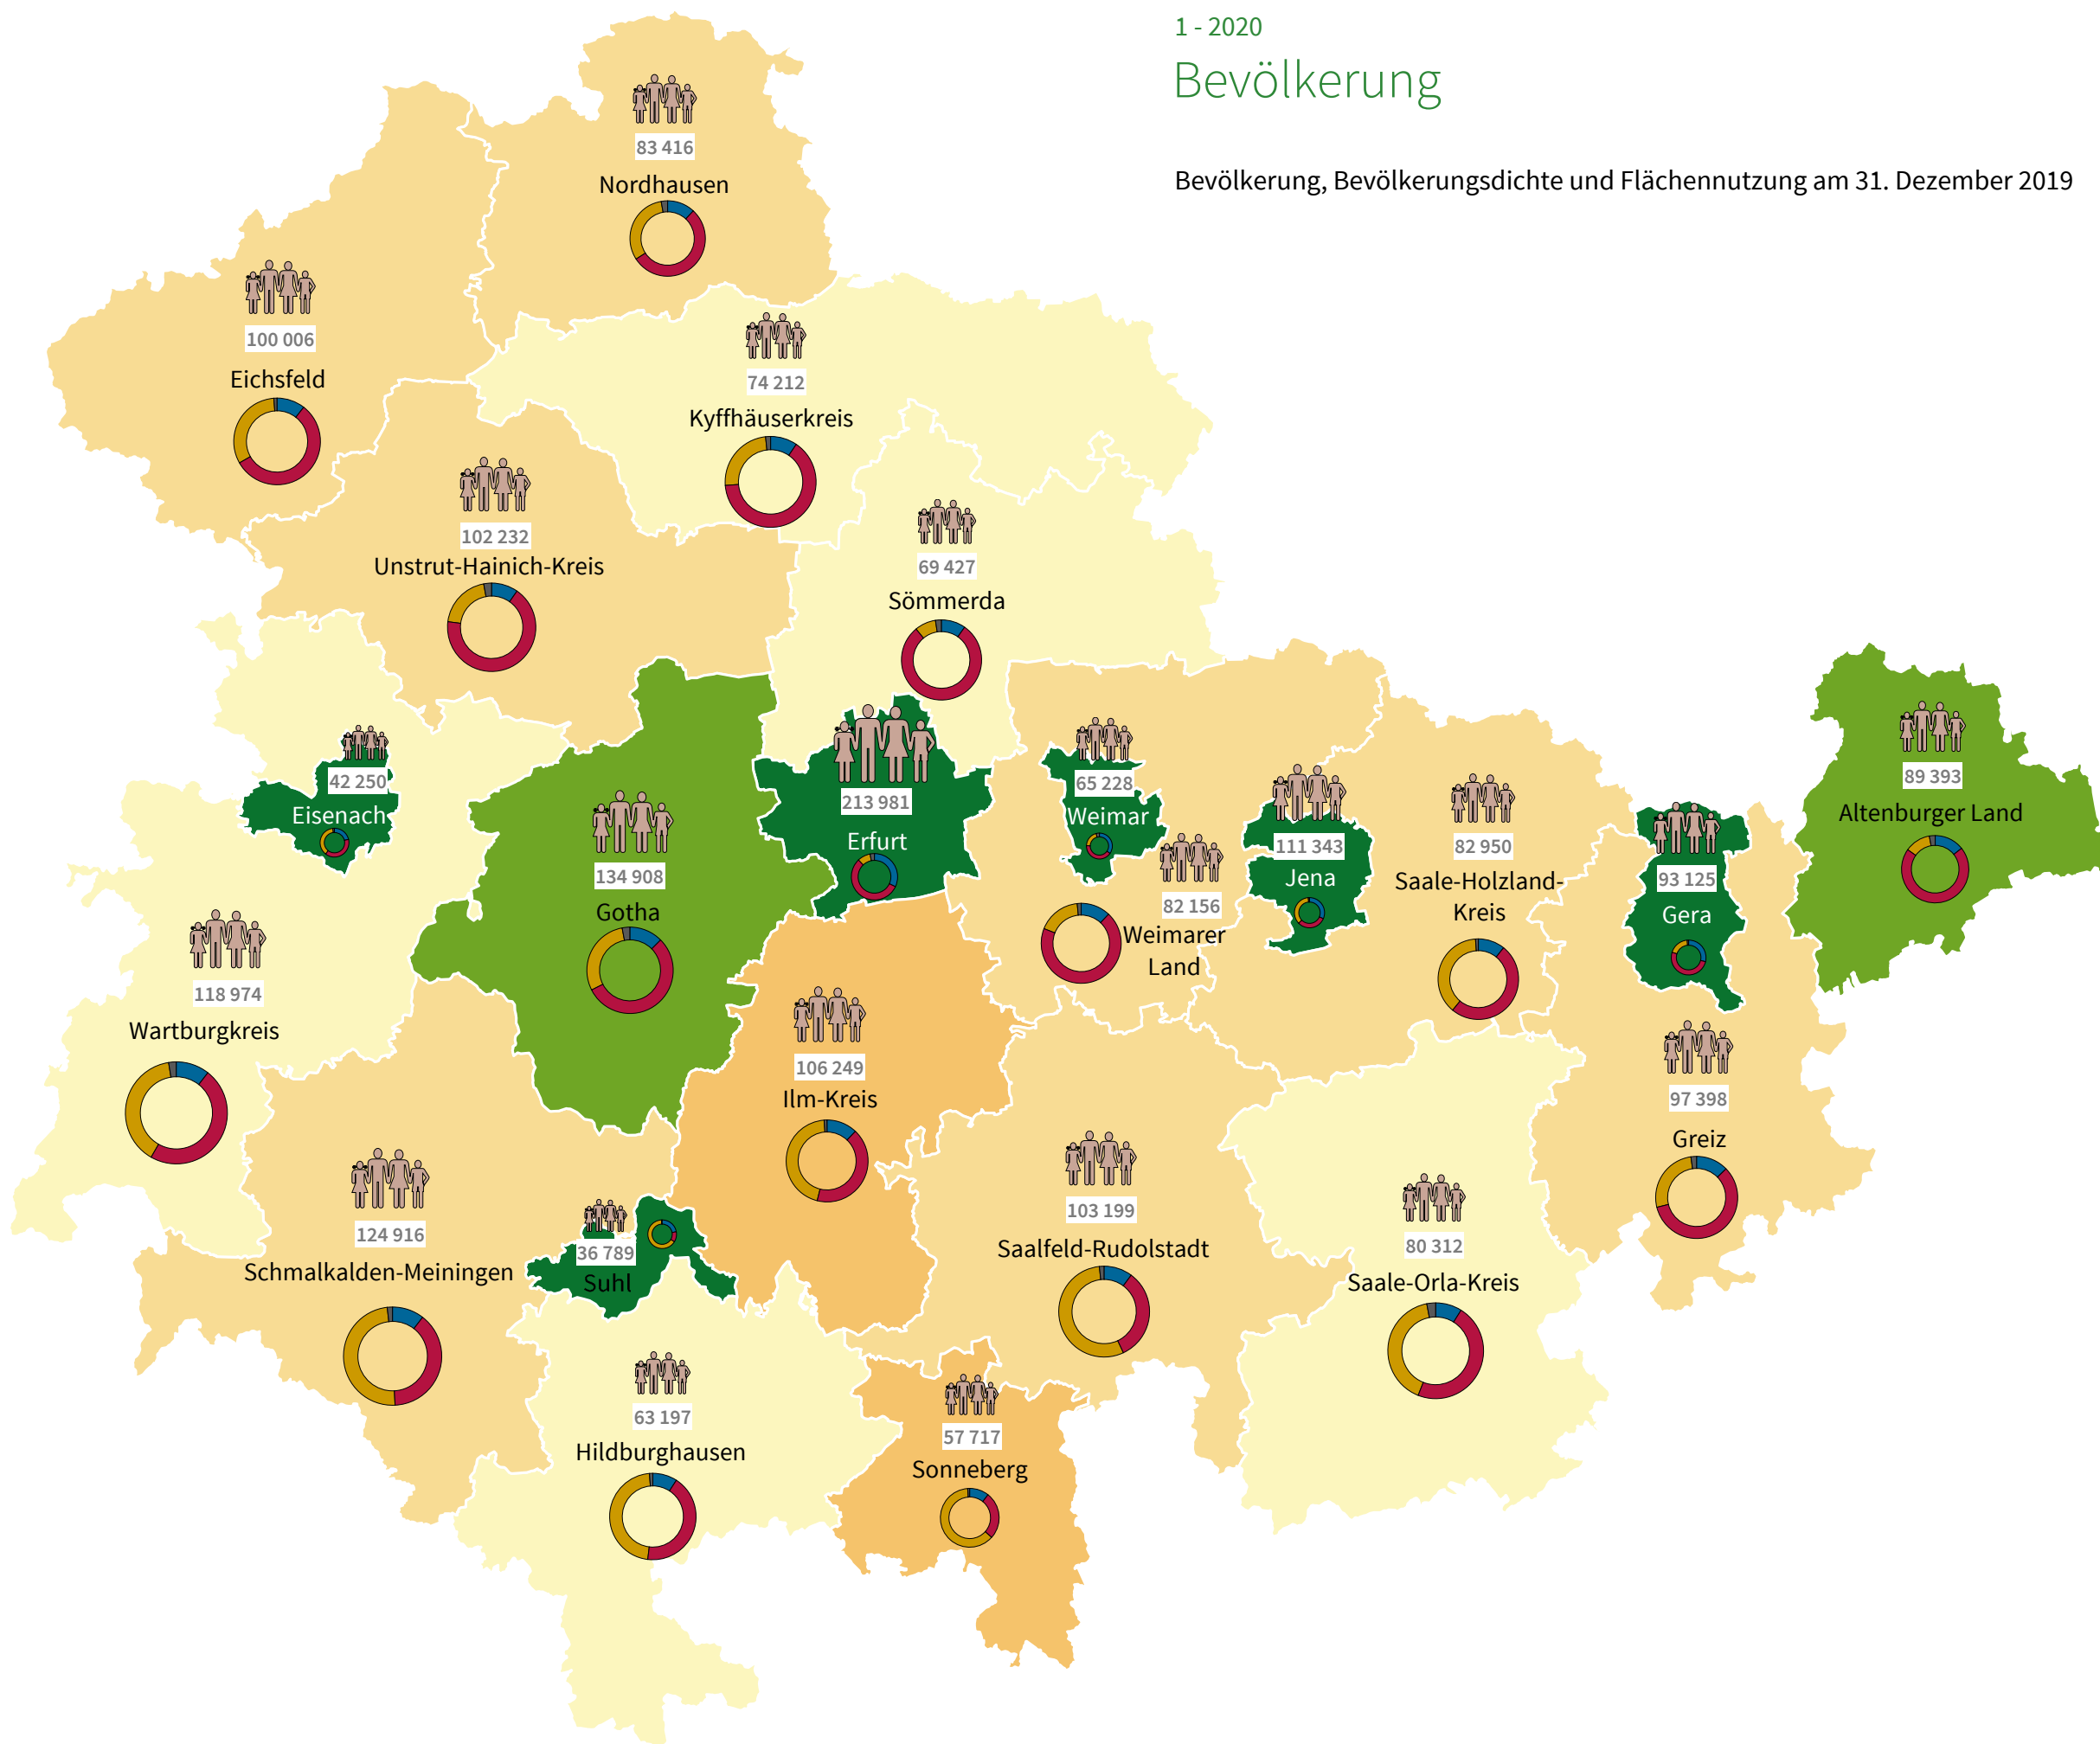 1 - 2020
Bevölkerung
Bevölkerung, Bevölkerungsdichte und Flächennutzung am 31. Dezember 2019
83 416
Nordhausen
100 006
Eichsfeld
74 212
Kyffhäuserkreis
102 232
Unstrut-Hainich-Kreis
69 427
Sömmerda
42 250
Eisenach
134 908
Gotha
213 981
Erfurt
65 228
Weimar
82 156
Weimarer
Land
111 343
Jena
82 950
Saale-Holzland-
Kreis
93 125
Gera
89 393
Altenburger Land
118 974
Wartburgkreis
106 249
Ilm-Kreis
97 398
Greiz
124 916
Schmalkalden-Meiningen
36 789
Suhl
103 199
Saalfeld-Rudolstadt
80 312
Saale-Orla-Kreis
63 197
Hildburghausen
57 717
Sonneberg